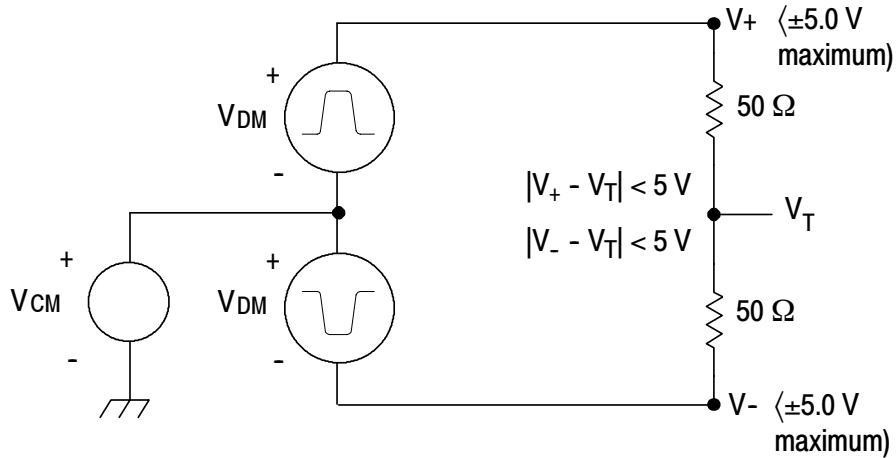 V+ ⟨±5.0 V
maximum)
+
VDM
-
50 Ω
|V+ - VT| < 5 V
VT
|V- - VT| < 5 V
+
VCM
-
+
VDM
-
50 Ω
V- ⟨±5.0 V
maximum)